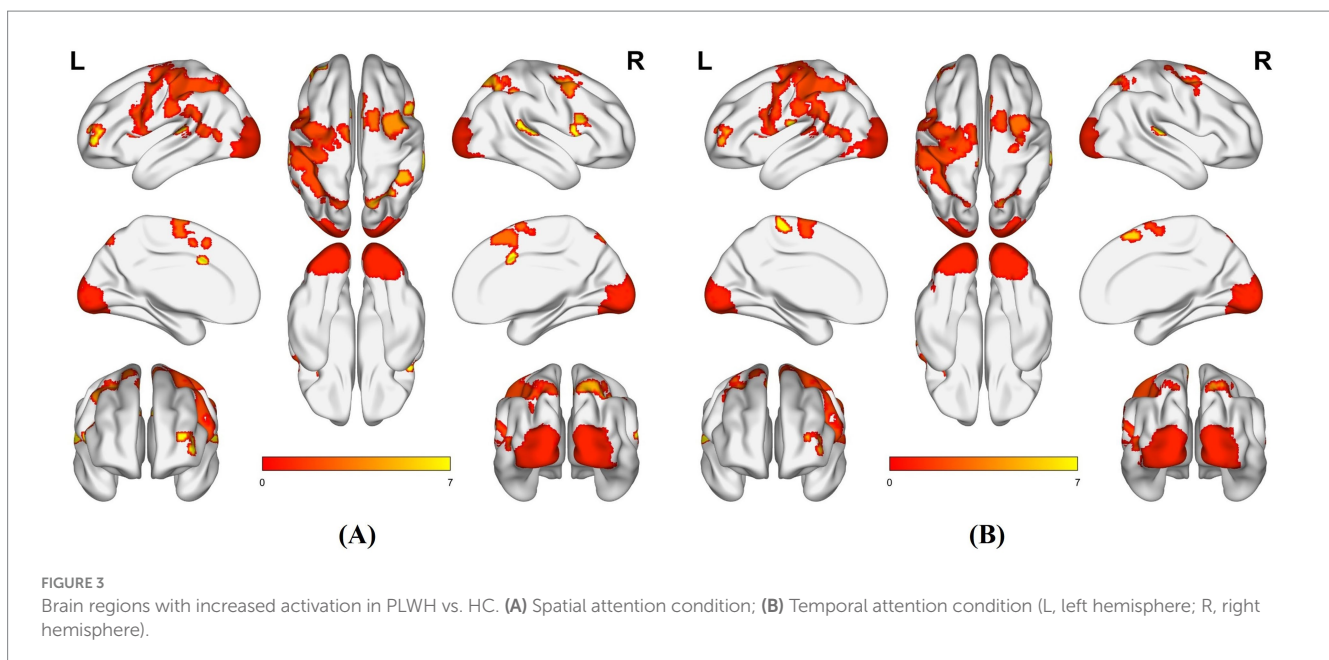 L
R
L
R
0
7
0
7
(A)
(B)
FIGURE 3
Brain regions with increased activation in PLWH vs. HC. (A) Spatial attention condition; (B) Temporal attention condition (L, left hemisphere; R, right
hemisphere).